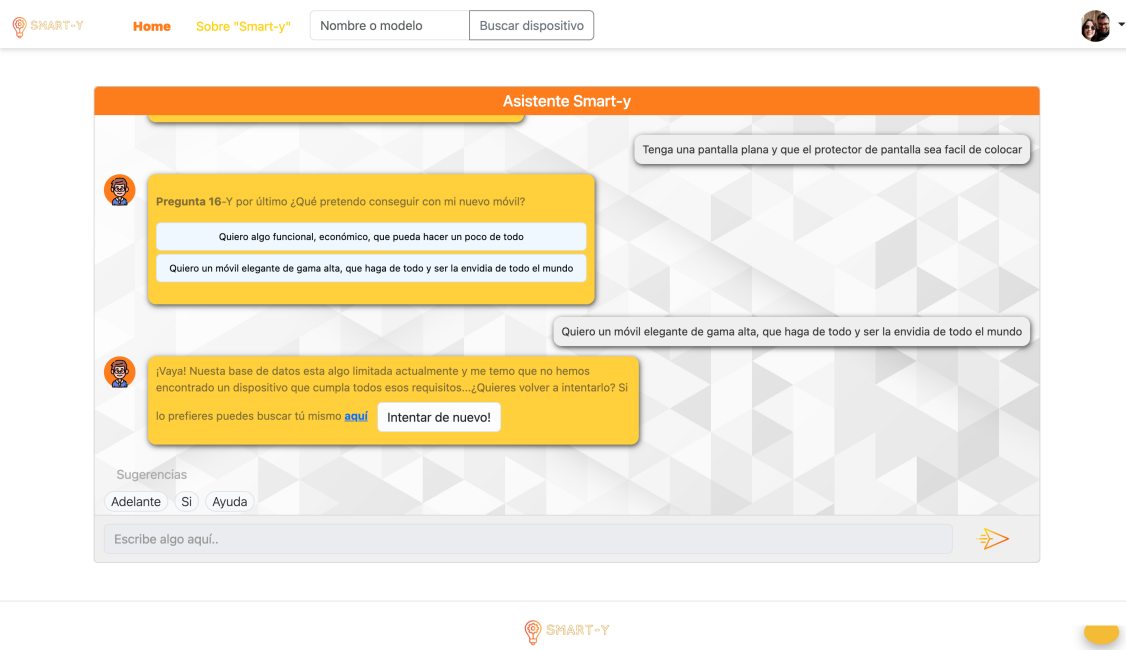 SMART-Y
Home
Sobre "Smart-y"
Nombre o modelo
Buscar dispositivo
Asistente Smart-y
Tenga una pantalla plana y que el protector de pantalla sea facil de colocar
Pregunta 16-Y por último ¿Qué pretendo conseguir con mi nuevo móvil?
Quiero algo funcional, económico, que pueda hacer un poco de todo
Quiero un móvil elegante de gama alta, que haga de todo y ser la envidia de todo el mundo
Quiero un móvil elegante de gama alta, que haga de todo y ser la envidia de todo el mundo
¡Vaya! Nuesta base de datos esta algo limitada actualmente y me temo que no hemos
encontrado un dispositivo que cumpla todos esos requisitos...¿Quieres volver a intentarlo? Si
lo prefieres puedes buscar tú mismo aquí
Intentar de nuevo!
Sugerencias
Adelante
Si
Ayuda
Escribe algo aquí..
SMART-Y